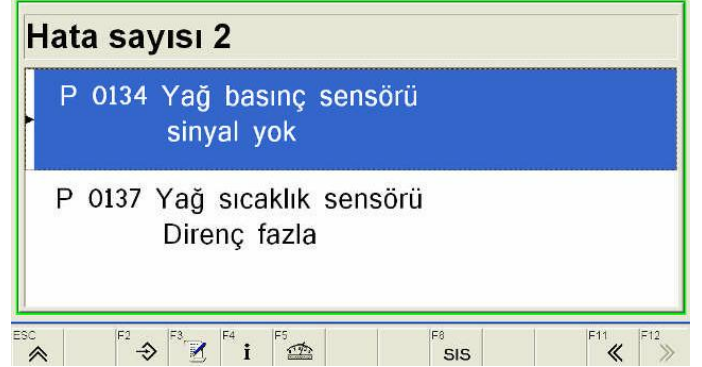 Hata sayısı 2
P 0134 Yağ basınç sensörü
sinyal yok
P 0137 Yağ sıcaklık sensörü
Direnç fazla
ESC F2 F3 F4 F5 F8 F11 F12
i SIS